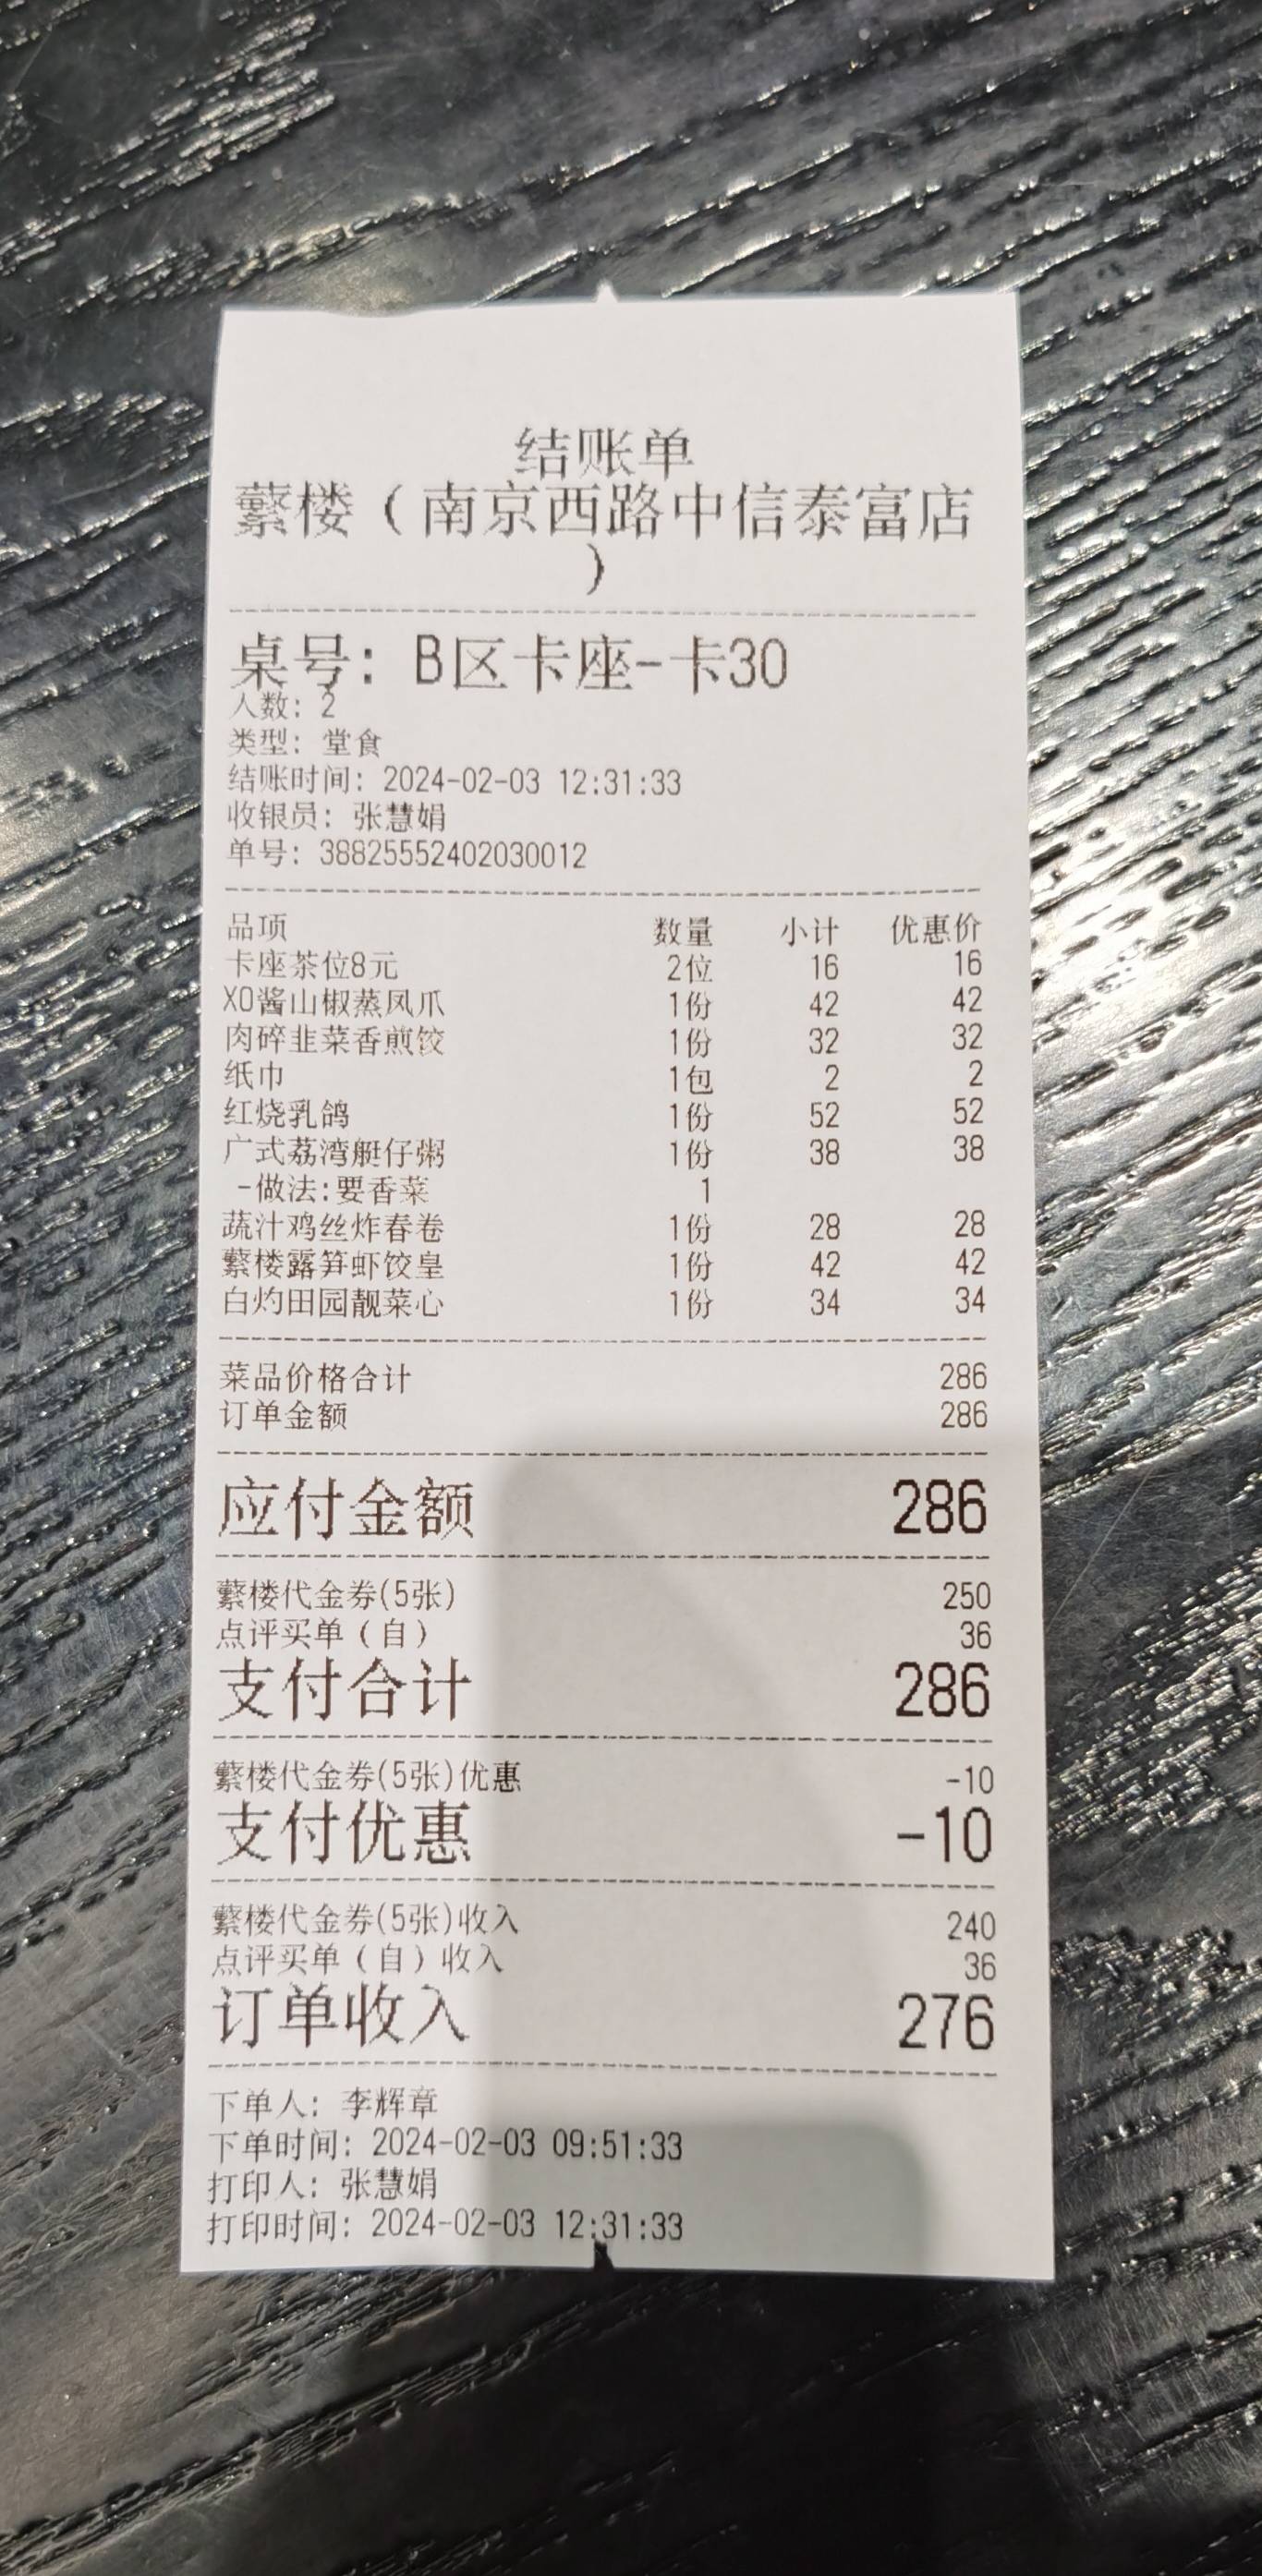 结账单
蘩楼（南京西路中信泰富店
）
桌号：B区卡座-卡30
人数：2
类型：堂食
结账时间：2024-02-03 12:31:33
收银员：张慧娟
单号：38825552402030012
品项 数量 小计 优惠价
卡座茶位8元 2位 16 16
XO酱山椒蒸凤爪 1份 42 42
肉碎韭菜香煎饺 1份 32 32
纸巾 1包 2 2
红烧乳鸽 1份 52 52
广式荔湾艇仔粥 1份 38 38
-做法:要香菜 1
蔬汁鸡丝炸春卷 1份 28 28
蘩楼露笋虾饺皇 1份 42 42
白灼田园靓菜心 1份 34 34
菜品价格合计 286
订单金额 286
应付金额 286
蘩楼代金券(5张) 250
点评买单（自） 36
支付合计 286
蘩楼代金券(5张)优惠 -10
支付优惠 -10
蘩楼代金券(5张)收入 240
点评买单（自）收入 36
订单收入 276
下单人：李辉章
下单时间：2024-02-03 09:51:33
打印人：张慧娟
打印时间：2024-02-03 12:31:33